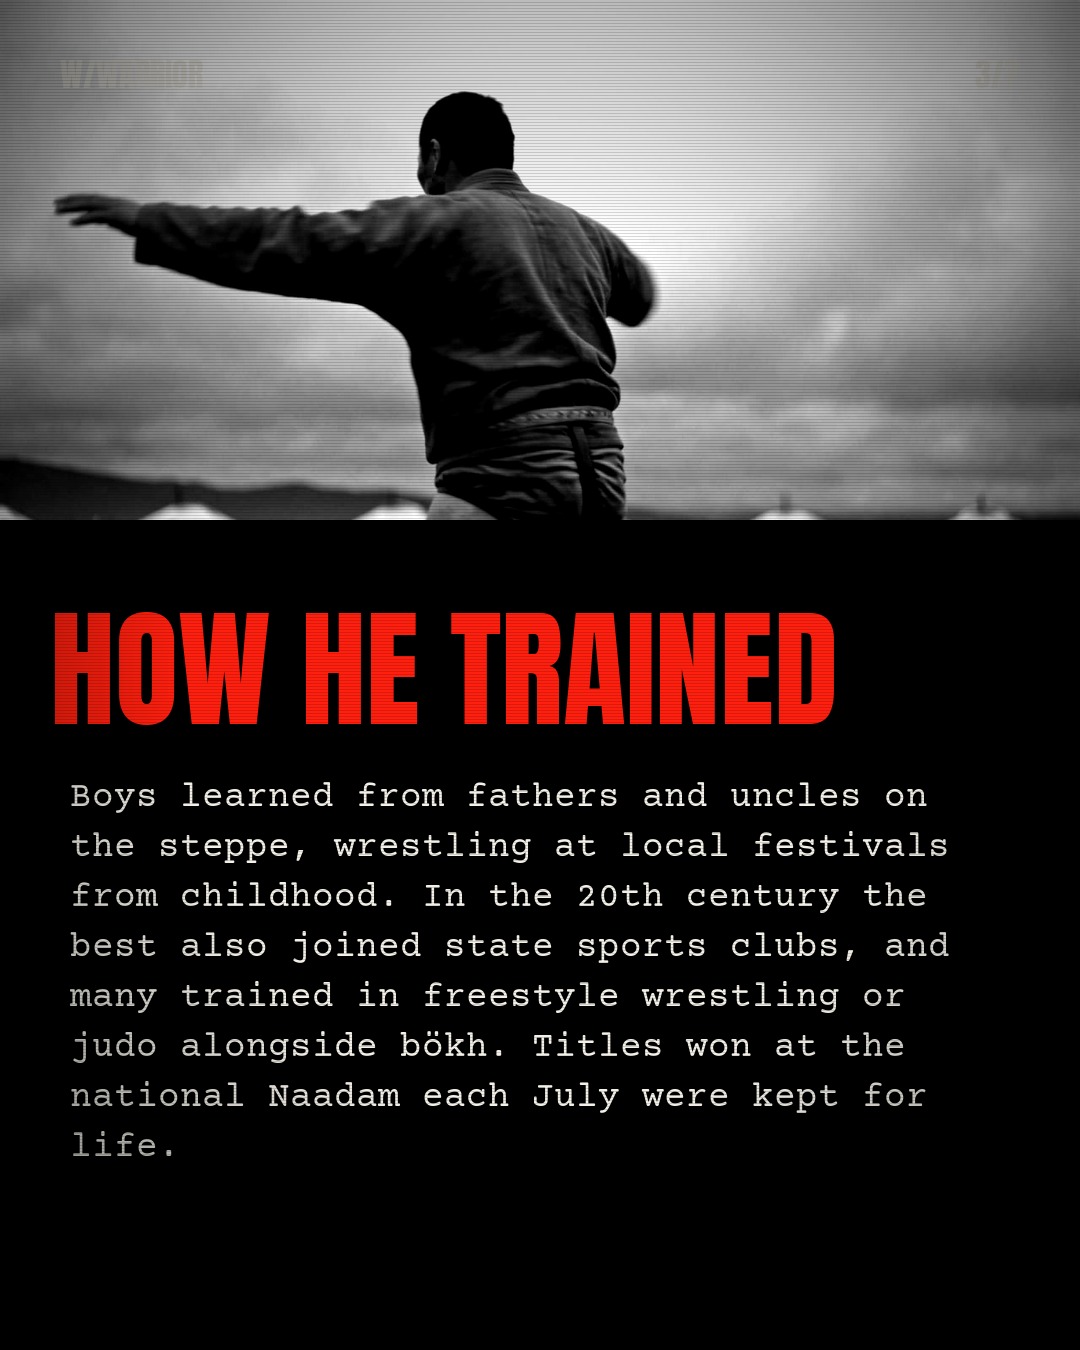 W/WARRIOR
HOW HE TRAINED
Boys learned from fathers and uncles on
the steppe, wrestling at local festivals
from childhood. In the 20th century the
best also joined state sports clubs, and
many trained in freestyle wrestling or
judo alongside bökh. Titles won at the
national Naadam each July were kept for
life.